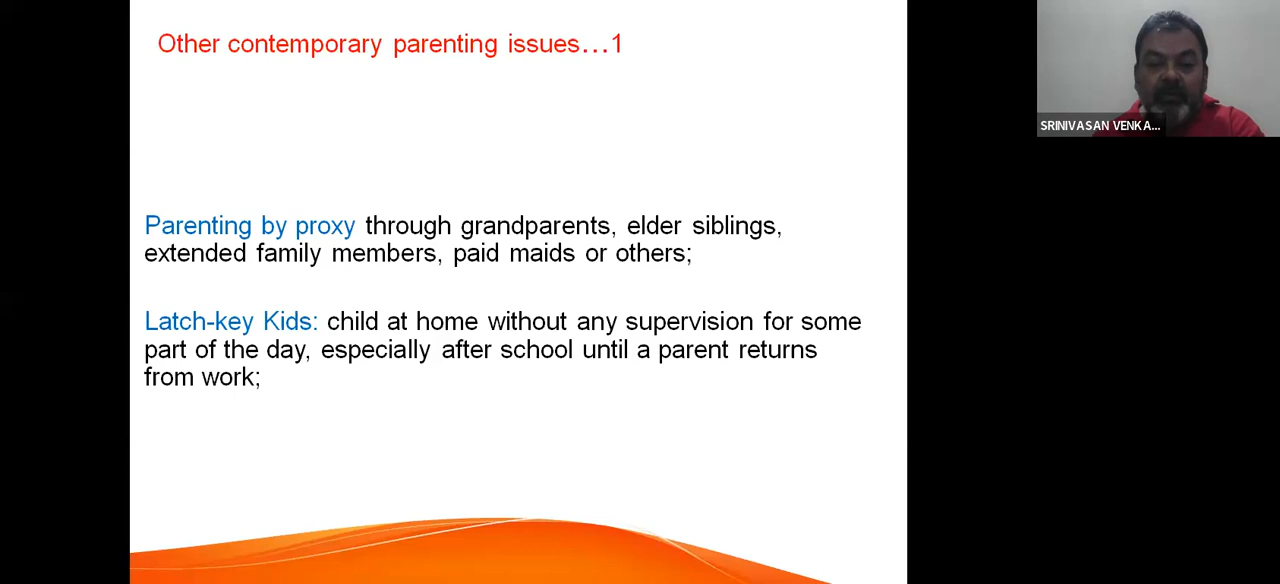 Other contemporary parenting issues…1
SRINIVASAN VENKA...
Parenting by proxy through grandparents, elder siblings,
extended family members, paid maids or others;
Latch-key Kids: child at home without any supervision for some
part of the day, especially after school until a parent returns
from work;